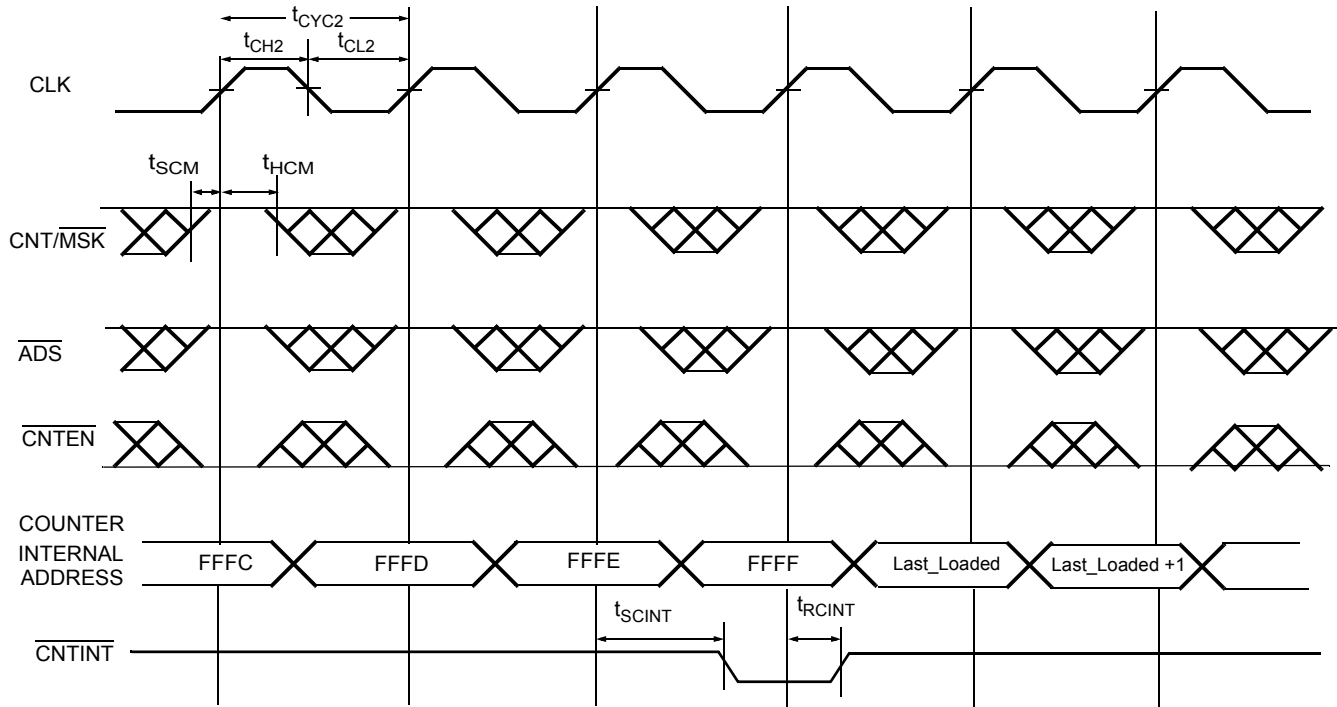 tCYC2
tCH2 tCL2
CLK
tSCM tHCM
CNT/MSK
ADS
CNTEN
COUNTER
INTERNAL
ADDRESS
FFFC FFFD FFFE FFFF Last_Loaded Last_Loaded +1
tSCINT tRCINT
CNTINT